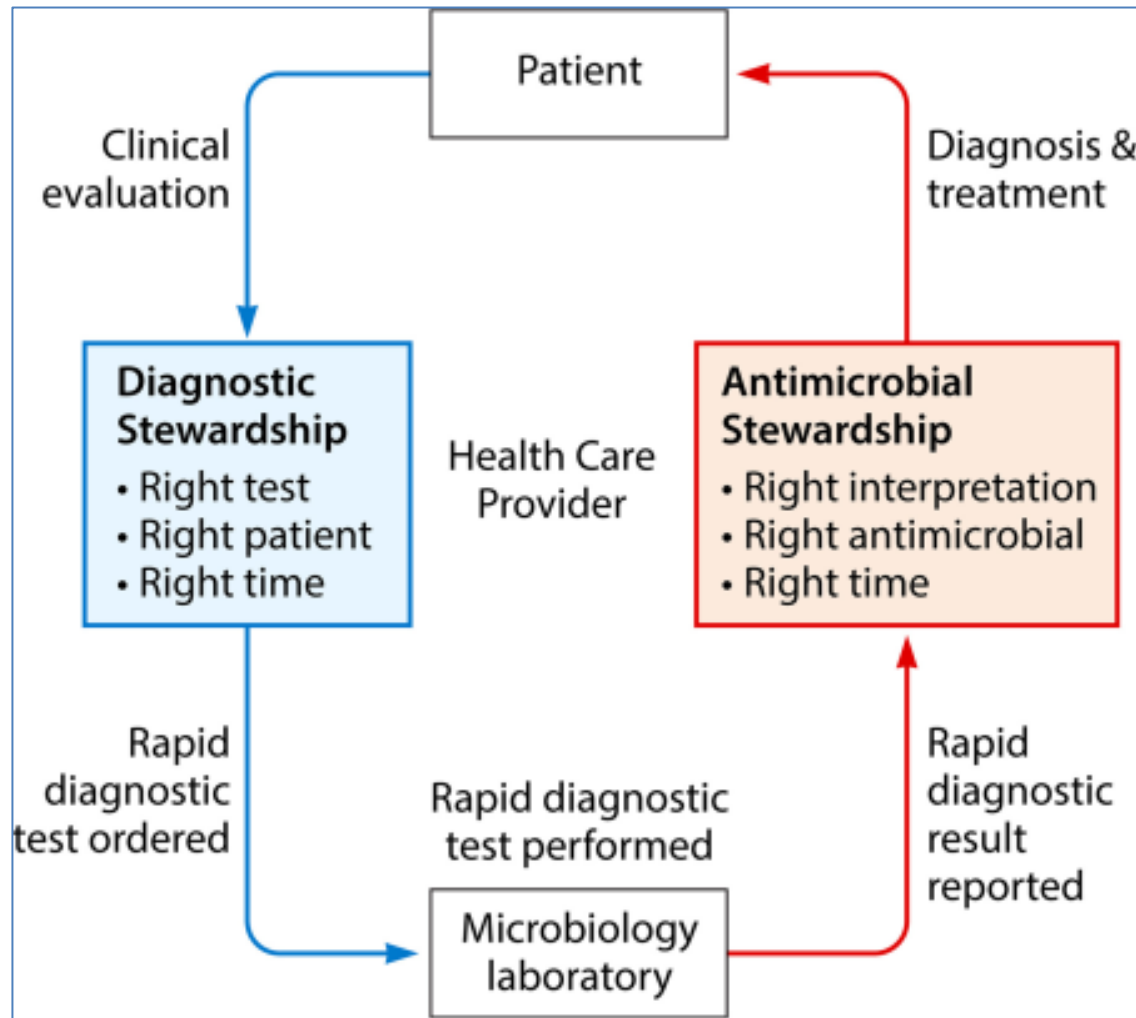 Patient
Clinical
evaluation
Diagnosis &
treatment
Diagnostic
Stewardship
• Right test
• Right patient
• Right time
Health Care
Provider
Antimicrobial
Stewardship
• Right interpretation
• Right antimicrobial
• Right time
Rapid
diagnostic
test ordered
Rapid diagnostic
test performed
Rapid
diagnostic
result
reported
Microbiology
laboratory